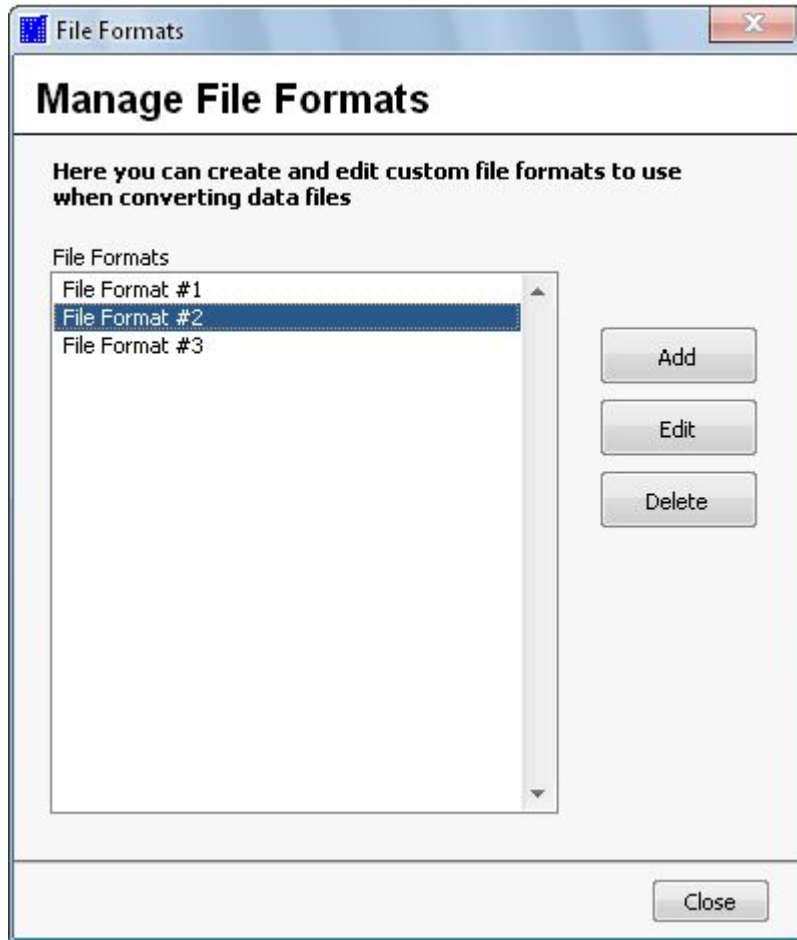 File Formats
Manage File Formats
Here you can create and edit custom file formats to use
when converting data files
File Formats
File Format #1
File Format #2
File Format #3
Add
Edit
Delete
Close